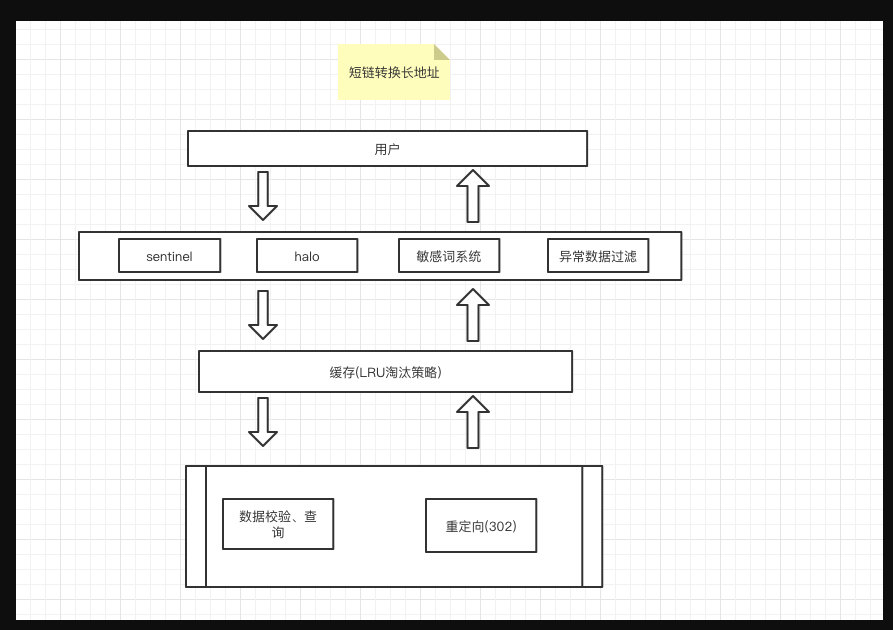 短链转换长地址
用户
sentinel
halo
敏感词系统
异常数据过滤
缓存(LRU淘汰策略)
数据校验、查
询
重定向(302)